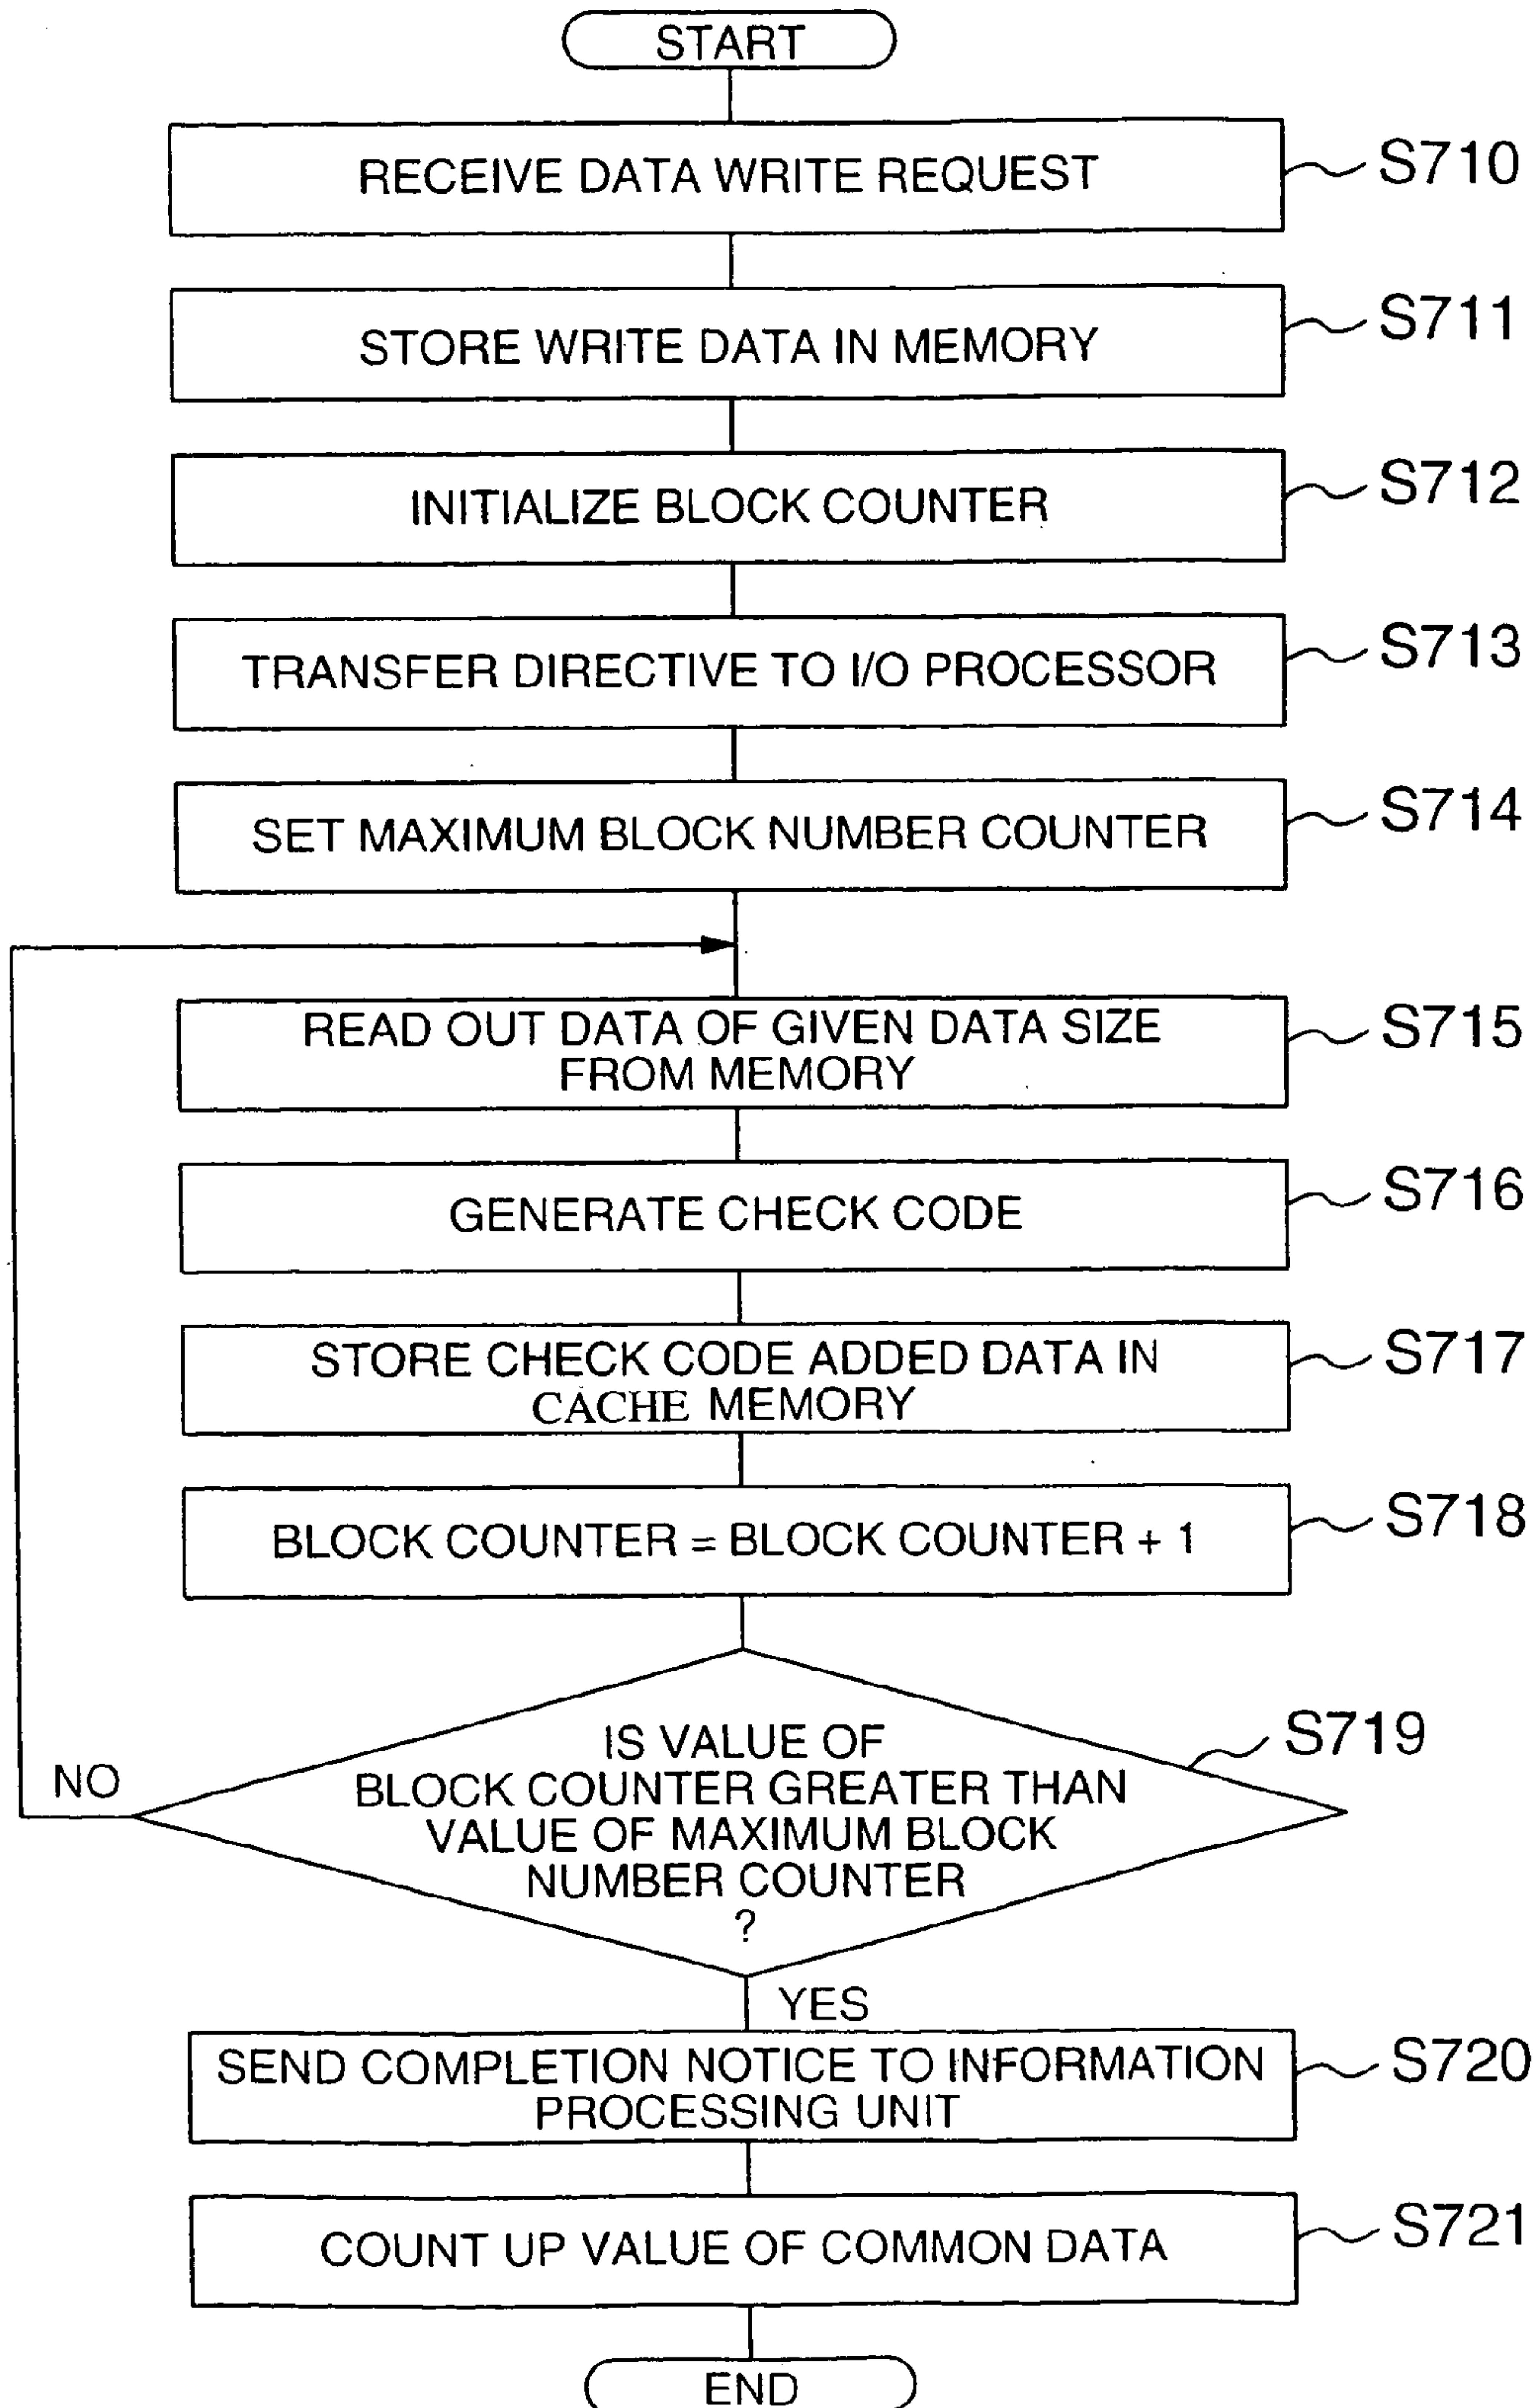 START
RECEIVE DATA WRITE REQUEST
S710
STORE WRITE DATA IN MEMORY
S711
INITIALIZE BLOCK COUNTER
S712
TRANSFER DIRECTIVE TO I/O PROCESSOR
S713
SET MAXIMUM BLOCK NUMBER COUNTER
S714
READ OUT DATA OF GIVEN DATA SIZE
FROM MEMORY
S715
GENERATE CHECK CODE
S716
STORE CHECK CODE ADDED DATA IN
CACHE MEMORY
S717
BLOCK COUNTER = BLOCK COUNTER + 1
S718
IS VALUE OF
BLOCK COUNTER GREATER THAN
VALUE OF MAXIMUM BLOCK
NUMBER COUNTER
?
S719
NO
YES
SEND COMPLETION NOTICE TO INFORMATION
PROCESSING UNIT
S720
COUNT UP VALUE OF COMMON DATA
S721
END